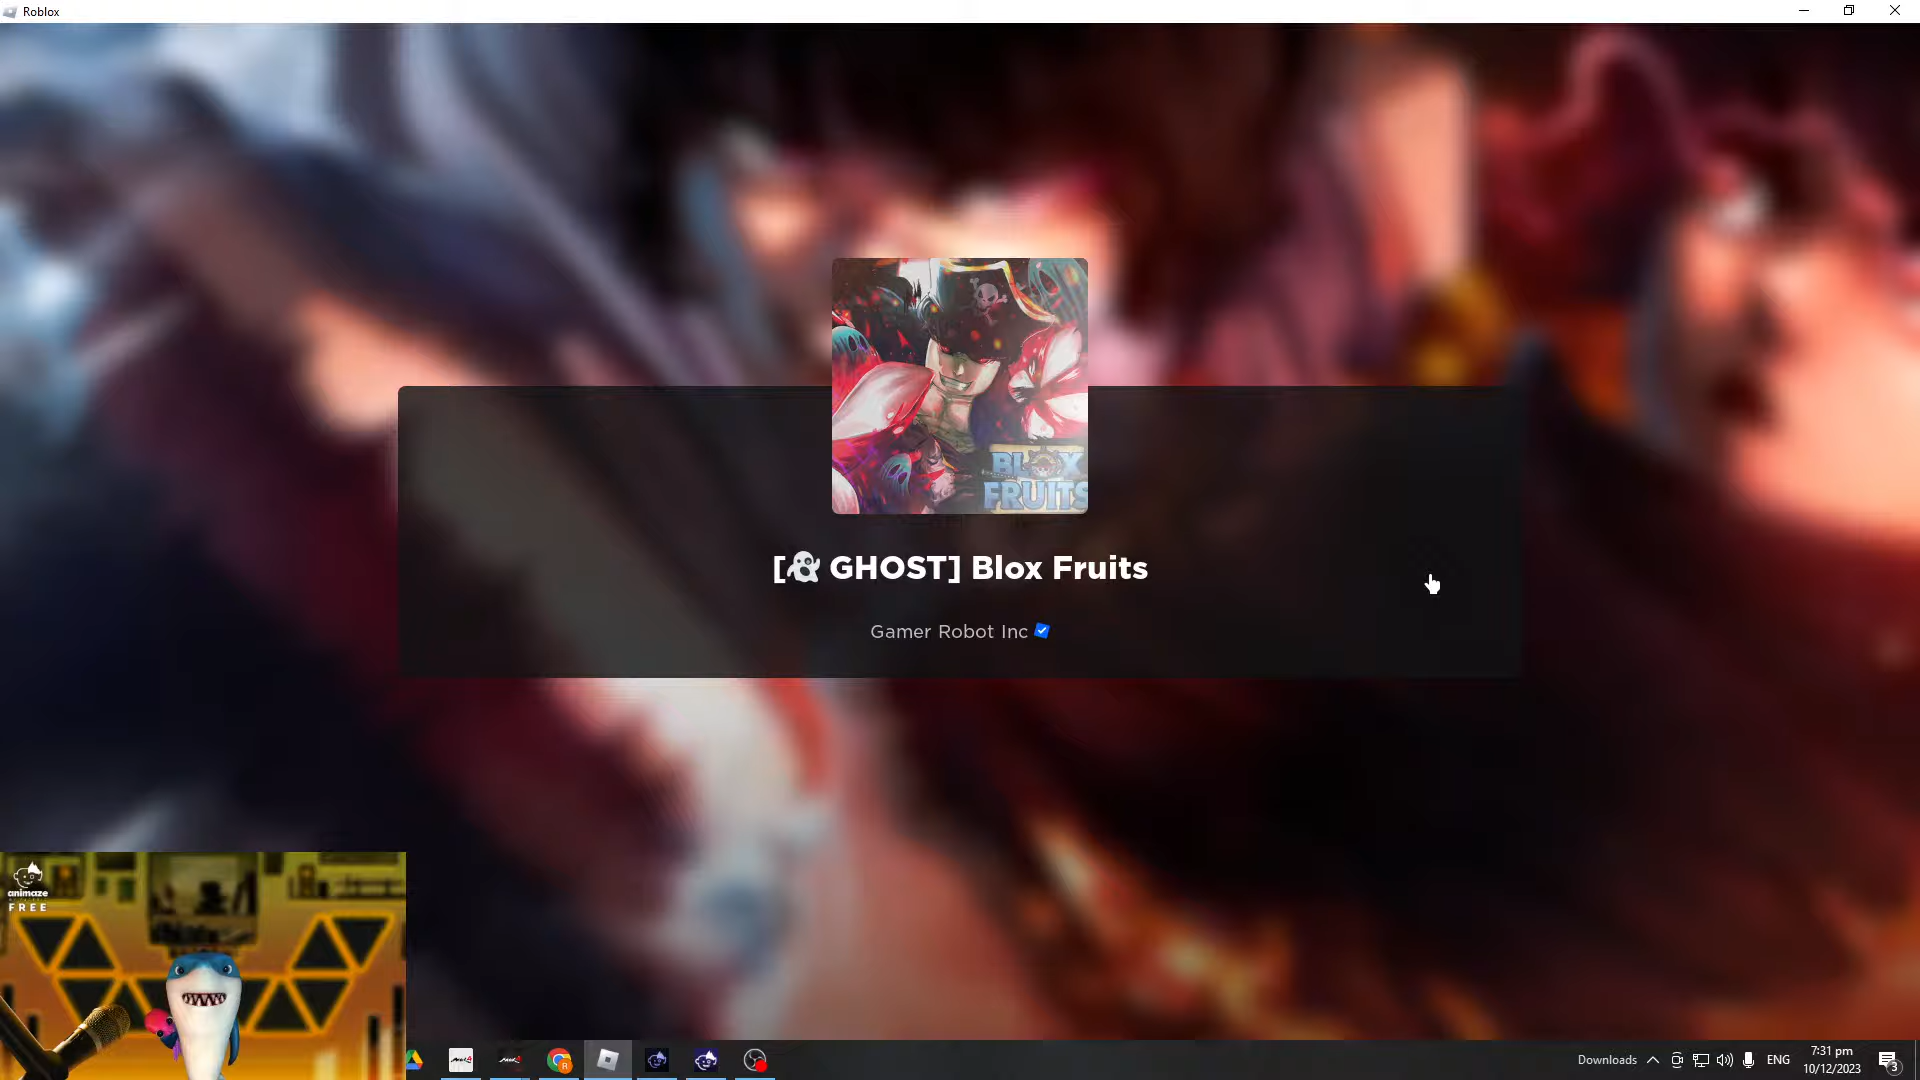 Roblox
BLOX
FRUITS
[👻 GHOST] Blox Fruits
Gamer Robot Inc
animaze
FREE
Downloads
ENG
7:31 pm
10/12/2023
3